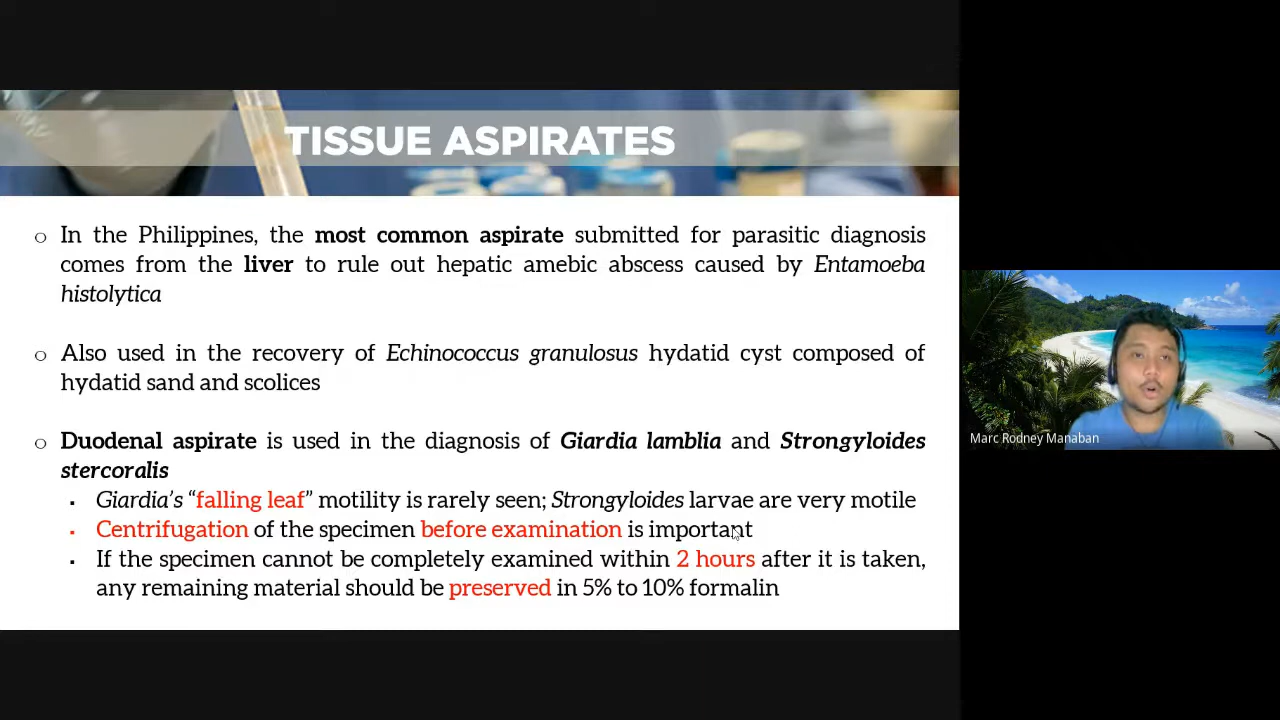 TISSUE ASPIRATES
o In the Philippines, the most common aspirate submitted for parasitic diagnosis
comes from the liver to rule out hepatic amebic abscess caused by Entamoeba
histolytica
o Also used in the recovery of Echinococcus granulosus hydatid cyst composed of
hydatid sand and scolices
o Duodenal aspirate is used in the diagnosis of Giardia lamblia and Strongyloides
stercoralis
▪ Giardia's “falling leaf” motility is rarely seen; Strongyloides larvae are very motile
▪ Centrifugation of the specimen before examination is important
▪ If the specimen cannot be completely examined within 2 hours after it is taken,
any remaining material should be preserved in 5% to 10% formalin
Marc Rodney Manaban